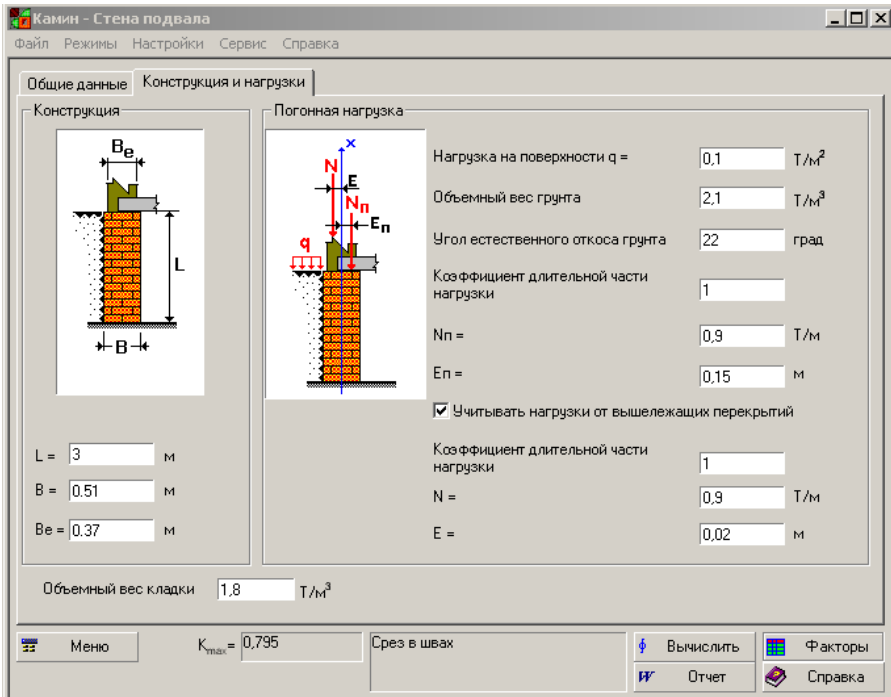 Камин - Стена подвала
Файл Режимы Настройки Сервис Справка
Общие данные Конструкция и нагрузки
Конструкция
Be
L
B
L = 3 м
B = 0.51 м
Be = 0.37 м
Погонная нагрузка
x
N
E
Nп
Eп
q
Нагрузка на поверхности q = 0,1 Т/м²
Объемный вес грунта 2,1 Т/м³
Угол естественного откоса грунта 22 град
Коэффициент длительной части
нагрузки 1
Nп = 0,9 Т/м
Eп = 0,15 м
Учитывать нагрузки от вышележащих перекрытий
Коэффициент длительной части
нагрузки 1
N = 0,9 Т/м
E = 0,02 м
Объемный вес кладки 1,8 Т/м³
Меню
Kmax= 0,795
Срез в швах
Вычислить
Факторы
Отчет
Справка